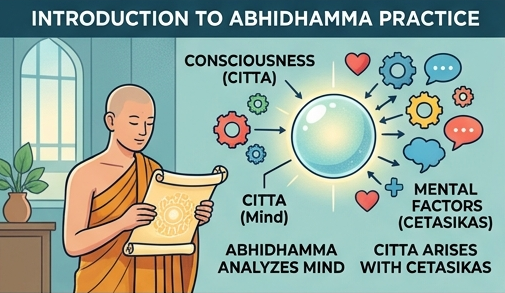 INTRODUCTION TO ABHIDHAMMA PRACTICE
CONSCIOUSNESS
(CITTA)
CITTA
(Mind)
MENTAL
FACTORS
(CETASIKAS)
ABHIDHAMMA
ANALYZES MIND
CITTA ARISES
WITH CETASIKAS